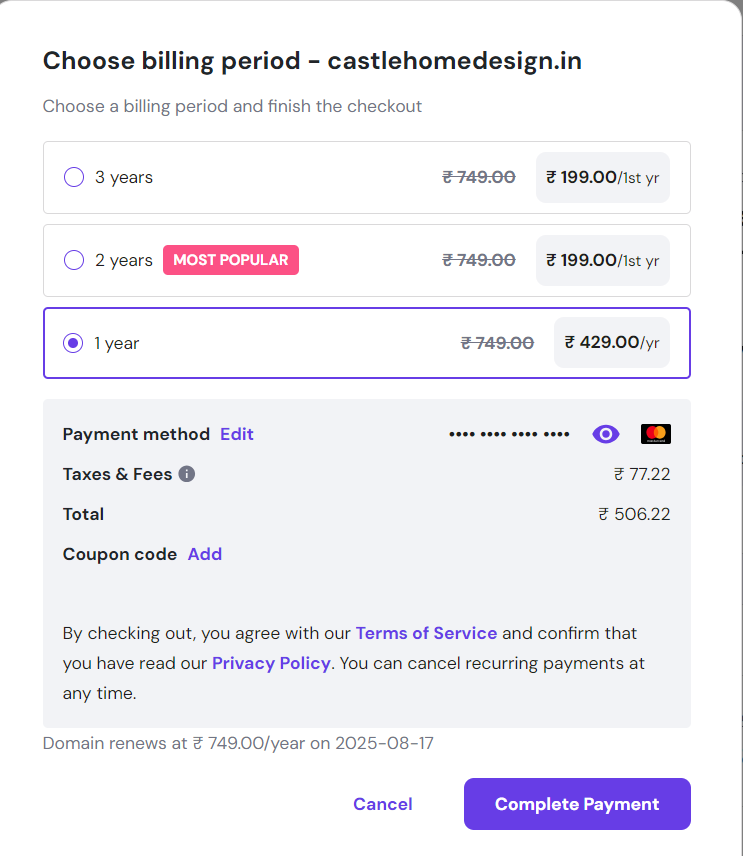 Choose billing period - castlehomedesign.in
Choose a billing period and finish the checkout
3 years ₹ 749.00 ₹ 199.00/1st yr
2 years MOST POPULAR ₹ 749.00 ₹ 199.00/1st yr
1 year ₹ 749.00 ₹ 429.00/yr
Payment method Edit •••• •••• •••• ••••
Taxes & Fees ₹ 77.22
Total ₹ 506.22
Coupon code Add
By checking out, you agree with our Terms of Service and confirm that
you have read our Privacy Policy. You can cancel recurring payments at
any time.
Domain renews at ₹ 749.00/year on 2025-08-17
Cancel Complete Payment